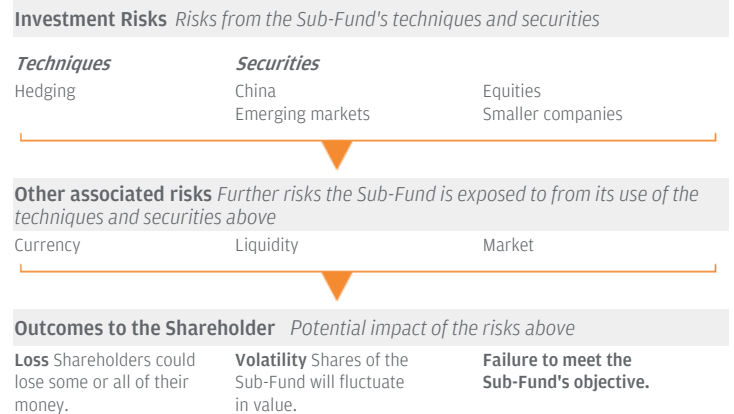 Investment Risks Risks from the Sub-Fund's techniques and securities
Techniques Securities
Hedging China Equities
Emerging markets Smaller companies
Other associated risks Further risks the Sub-Fund is exposed to from its use of the
techniques and securities above
Currency Liquidity Market
Outcomes to the Shareholder Potential impact of the risks above
Loss Shareholders could
lose some or all of their
money.
Volatility Shares of the
Sub-Fund will fluctuate
in value.
Failure to meet the
Sub-Fund's objective.